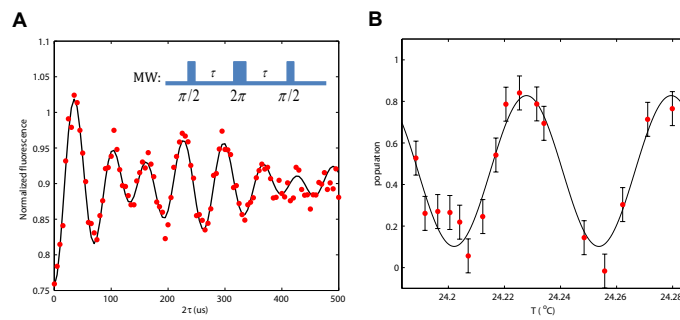 A
1.1
1.05
1
0.95
0.9
0.85
0.8
0.75
Normalized fluorescence
MW:
τ
τ
π/2
2π
π/2
0
100
200
300
400
500
2τ (us)
B
1
0.8
0.6
0.4
0.2
0
population
24.2
24.22
24.24
24.26
24.28
T (°C)